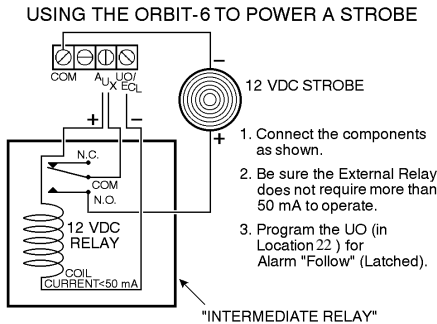 USING THE ORBIT-6 TO POWER A STROBE
COM
AUX
UO/
ECL
−
12 VDC STROBE
+
+
−
N.C.
COM
N.O.
12 VDC
RELAY
COIL
CURRENT<50 mA
"INTERMEDIATE RELAY"
1. Connect the components
as shown.
2. Be sure the External Relay
does not require more than
50 mA to operate.
3. Program the UO (in
Location 22 ) for
Alarm "Follow" (Latched).